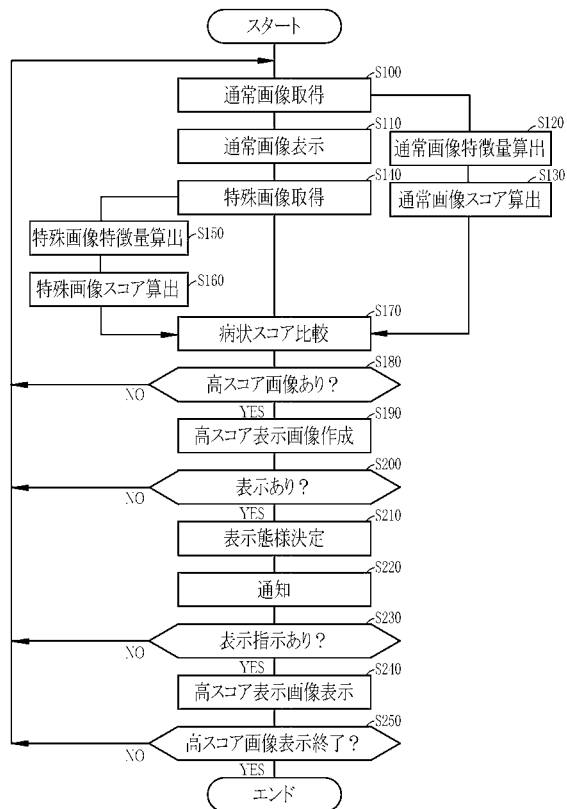 スタート
S100
通常画像取得
S110
通常画像表示
S120
通常画像特徴量算出
S130
通常画像スコア算出
S140
特殊画像取得
S150
特殊画像特徴量算出
S160
特殊画像スコア算出
S170
病状スコア比較
S180
高スコア画像あり?
NO
YES
S190
高スコア表示画像作成
S200
表示あり?
NO
YES
S210
表示態様決定
S220
通知
S230
表示指示あり?
NO
YES
S240
高スコア表示画像表示
S250
高スコア画像表示終了?
NO
YES
エンド